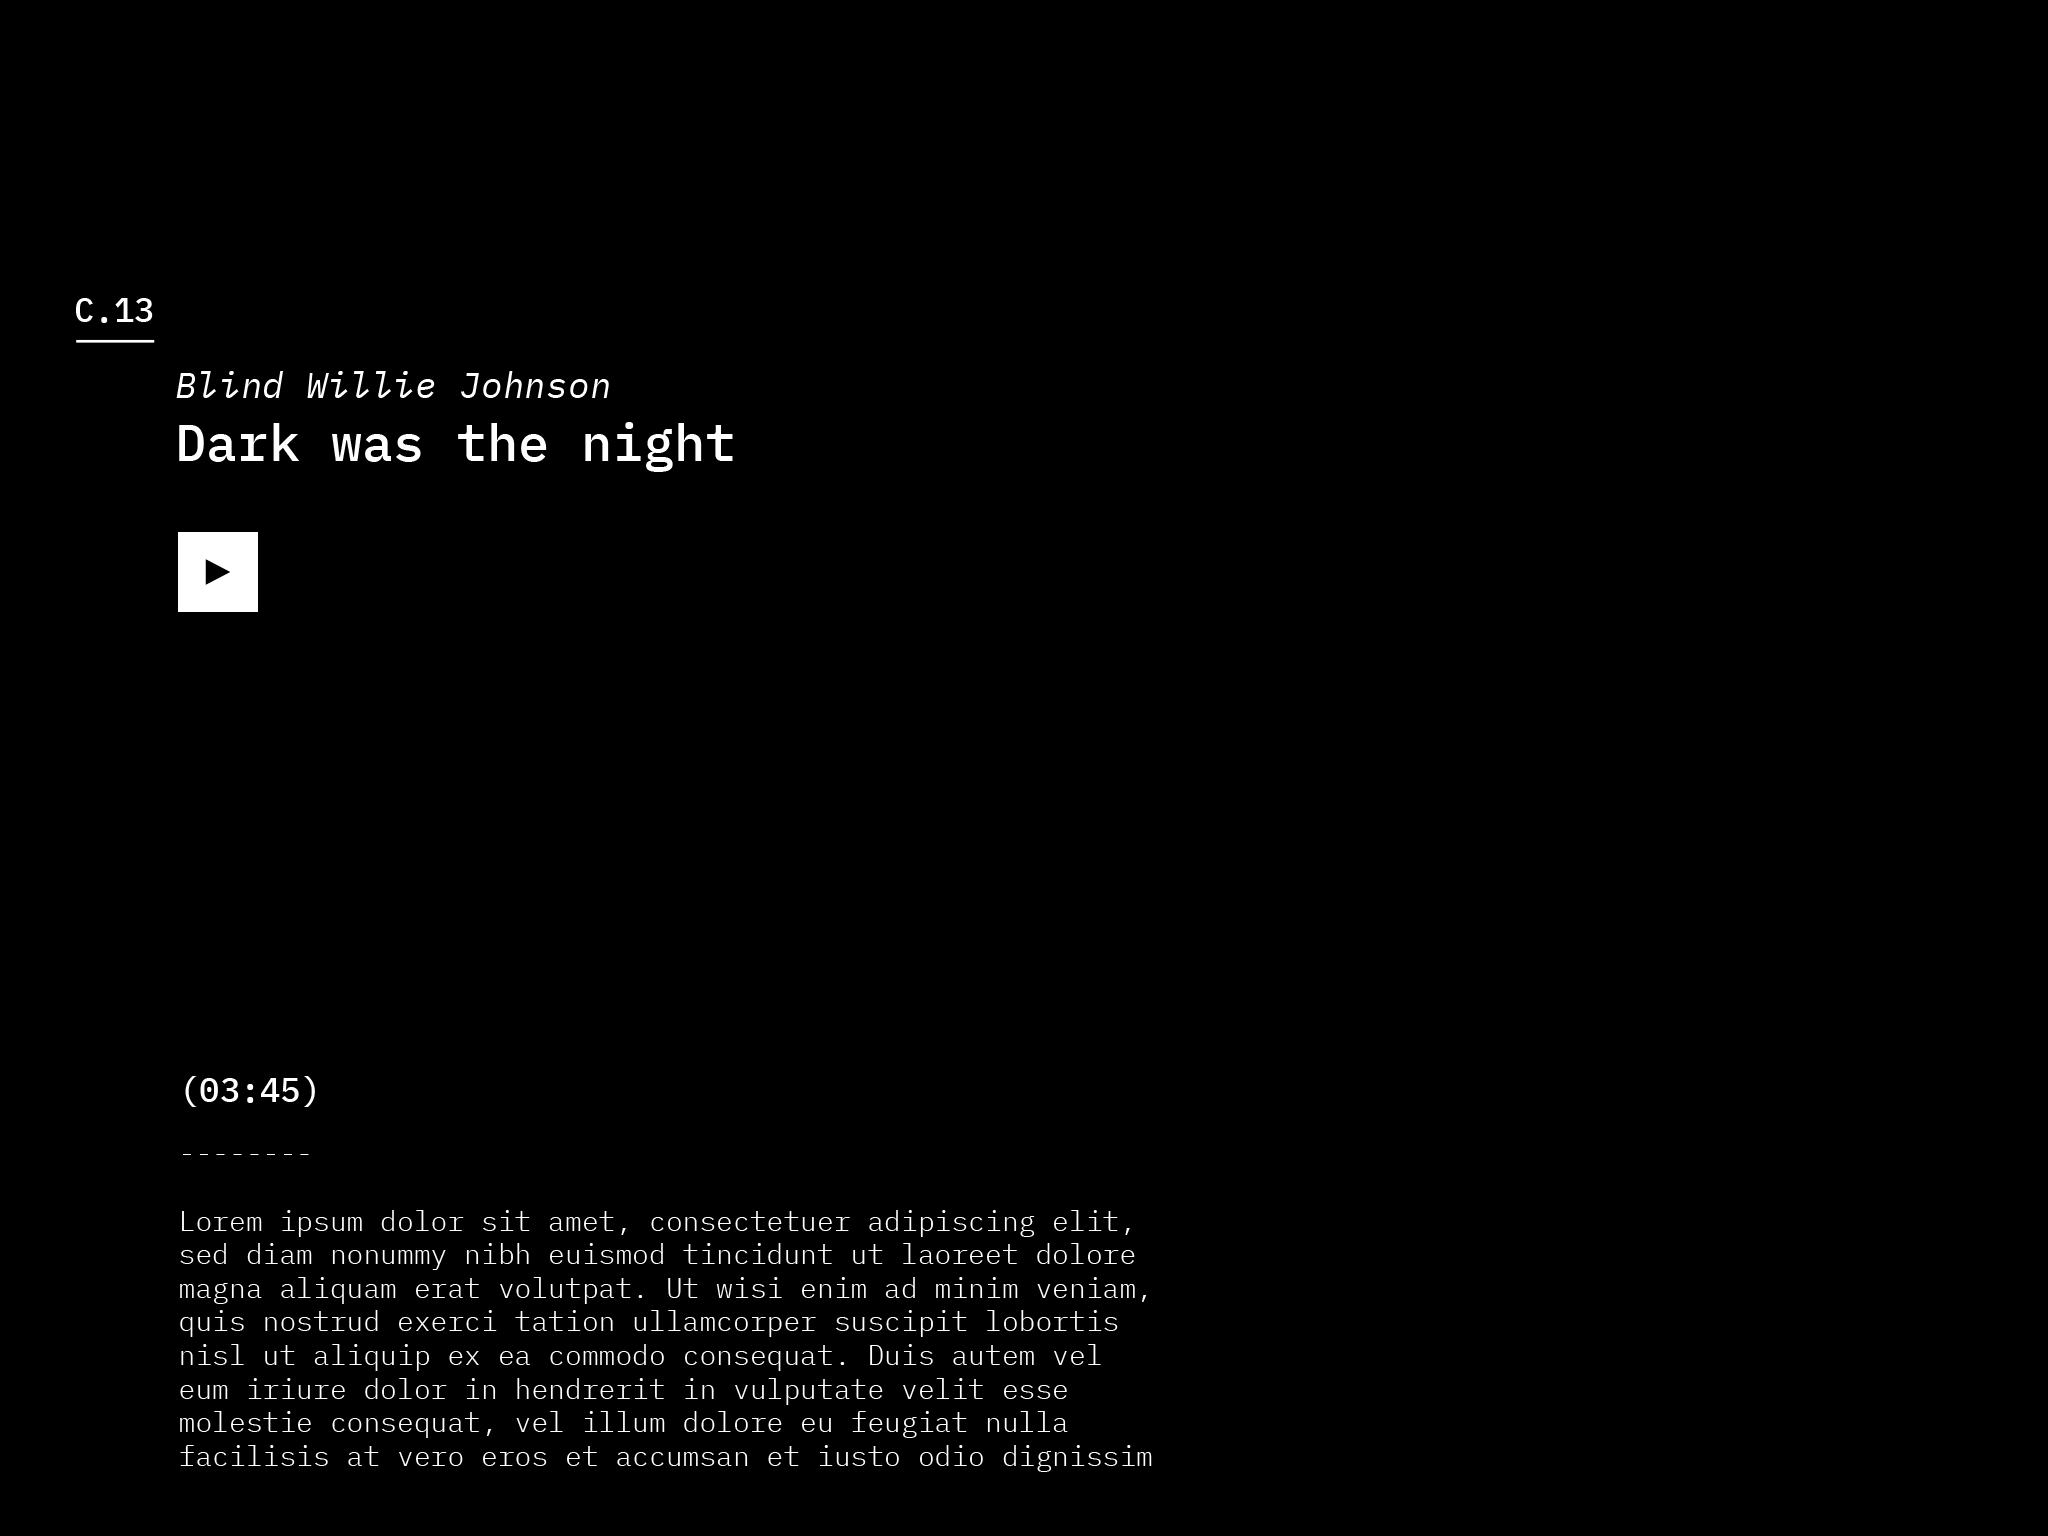 C.13
Blind Willie Johnson
Dark was the night
(03:45)
--------
Lorem ipsum dolor sit amet, consectetuer adipiscing elit,
sed diam nonummy nibh euismod tincidunt ut laoreet dolore
magna aliquam erat volutpat. Ut wisi enim ad minim veniam,
quis nostrud exerci tation ullamcorper suscipit lobortis
nisl ut aliquip ex ea commodo consequat. Duis autem vel
eum iriure dolor in hendrerit in vulputate velit esse
molestie consequat, vel illum dolore eu feugiat nulla
facilisis at vero eros et accumsan et iusto odio dignissim